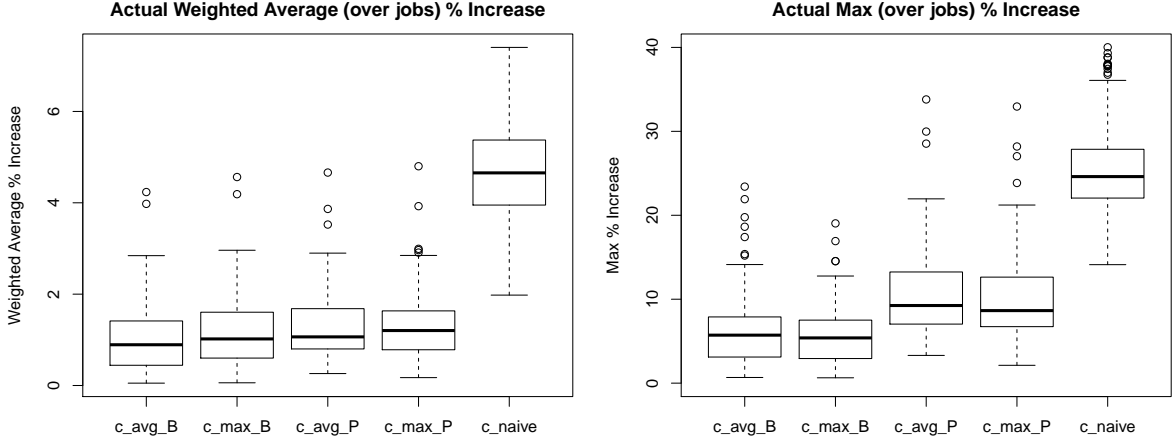 Actual Weighted Average (over jobs) % Increase
Weighted Average % Increase
6
4
2
0
c_avg_B c_max_B c_avg_P c_max_P c_naive
Actual Max (over jobs) % Increase
Max % Increase
40
30
20
10
0
c_avg_B c_max_B c_avg_P c_max_P c_naive